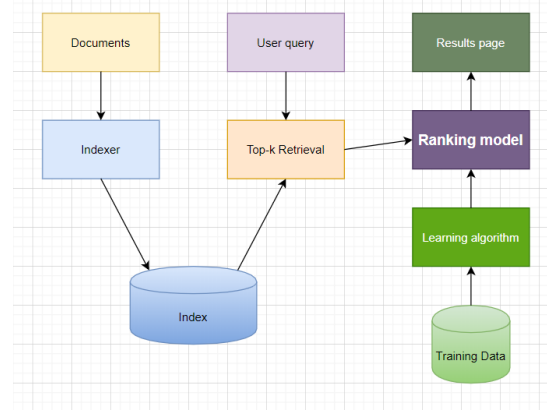 Documents
User query
Results page
Indexer
Top-k Retrieval
Ranking model
Learning algorithm
Index
Training Data